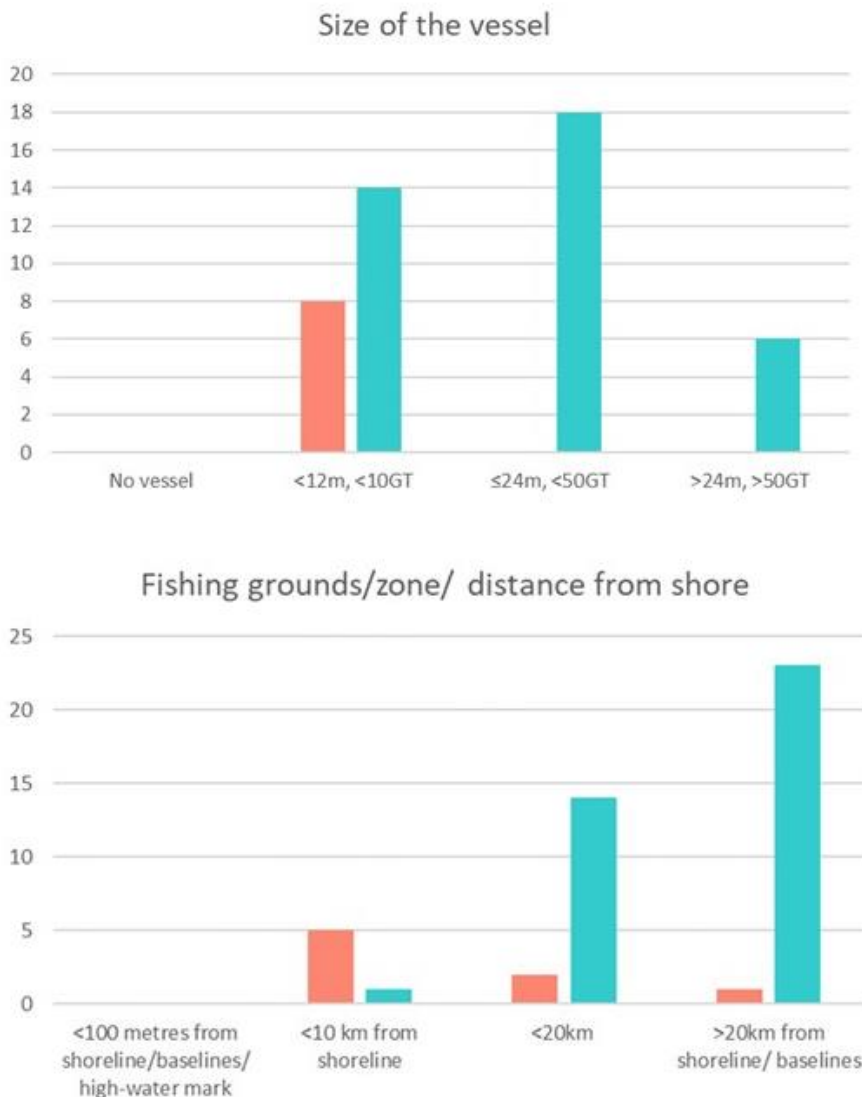 Size of the vessel
20
18
16
14
12
10
8
6
4
2
0
No vessel
<12m, <10GT
≤24m, <50GT
>24m, >50GT
Fishing grounds/zone/ distance from shore
25
20
15
10
5
0
<100 metres from
shoreline/baselines/
high-water mark
<10 km from
shoreline
<20km
>20km from
shoreline/ baselines